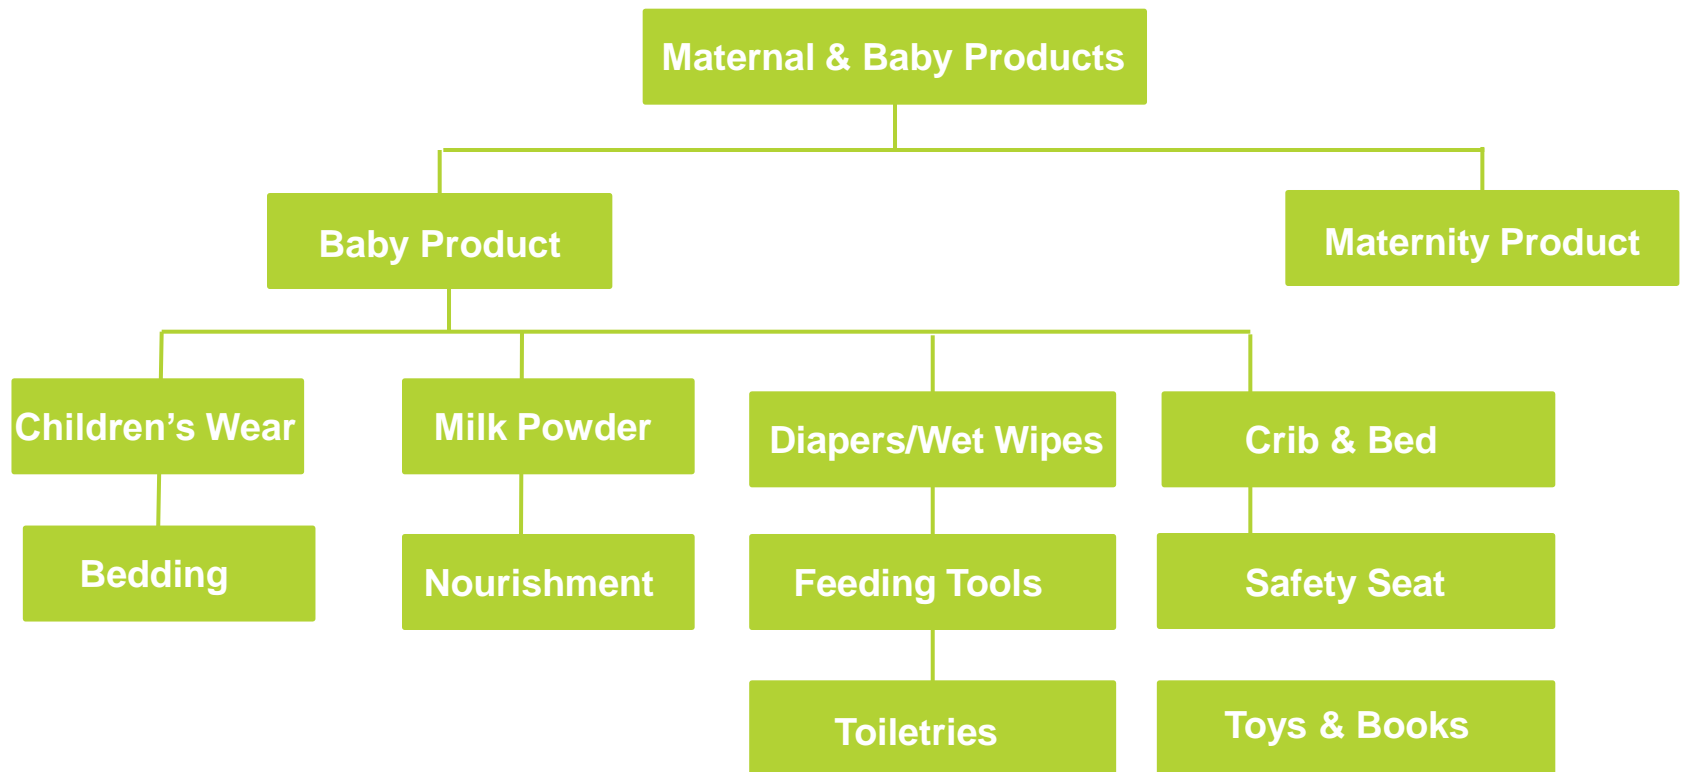 Maternal & Baby Products
Baby Product
Maternity Product
Children’s Wear
Milk Powder
Diapers/Wet Wipes
Crib & Bed
Bedding
Nourishment
Feeding Tools
Safety Seat
Toiletries
Toys & Books